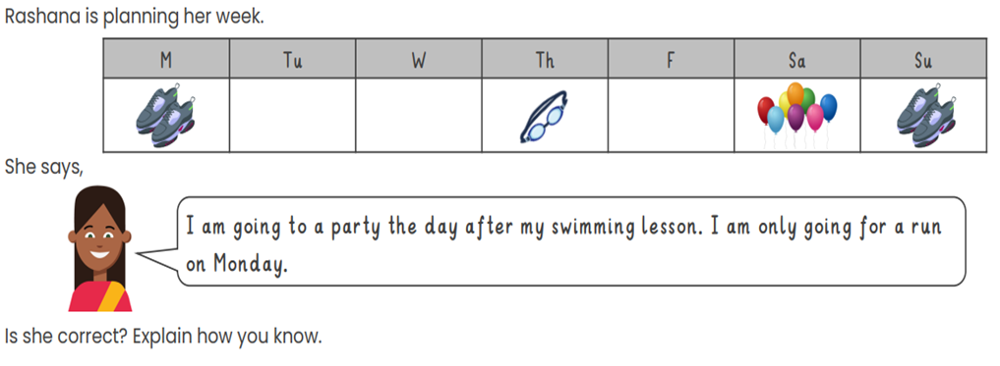 Rashana is planning her week.
M Tu W Th F Sa Su
She says,
I am going to a party the day after my swimming lesson. I am only going for a run
on Monday.
Is she correct? Explain how you know.